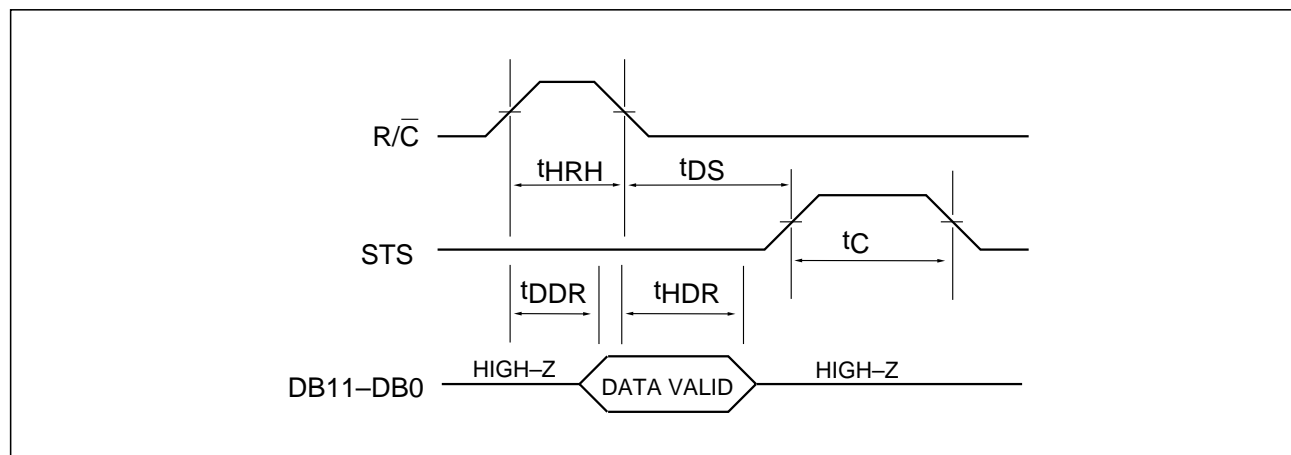 R/C̅
tHRH
tDS
STS
tC
tDDR
tHDR
DB11–DB0
HIGH–Z
DATA VALID
HIGH–Z